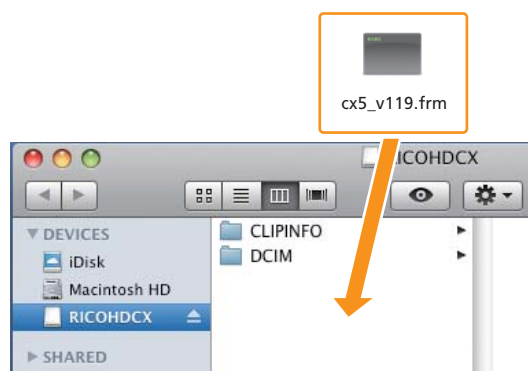 cx5_v119.frm
RICOHDCX
DEVICES
iDisk
Macintosh HD
RICOHDCX
SHARED
CLIPINFO
DCIM